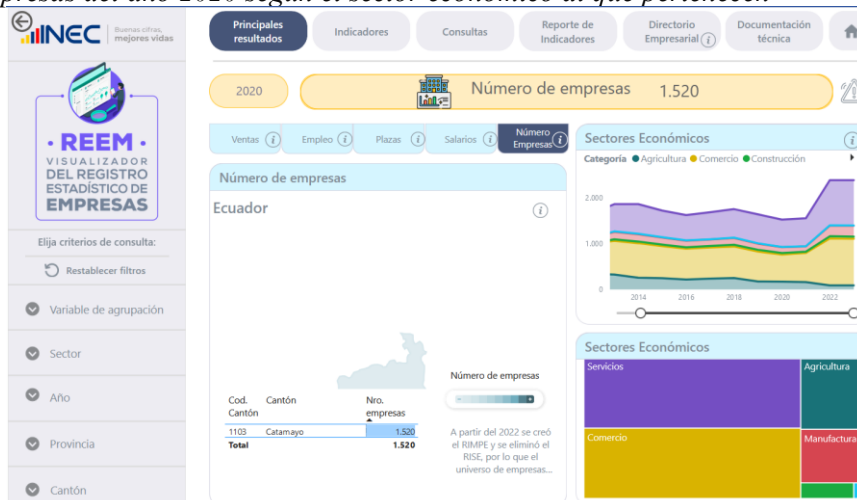 presas del año 2020 según el sector económico al que pertenecen
INEC
Buenas cifras,
mejores vidas
Principales
resultados
Indicadores
Consultas
Reporte de
Indicadores
Directorio
Empresarial
Documentación
técnica
2020
Número de empresas 1.520
• REEM •
VISUALIZADOR
DEL REGISTRO
ESTADÍSTICO DE
EMPRESAS
Elija criterios de consulta:
Restablecer filtros
Variable de agrupación
Sector
Año
Provincia
Cantón
Ventas
Empleo
Plazas
Salarios
Número
Empresas
Número de empresas
Ecuador
Número de empresas
Cod. Cantón Nro.
Cantón empresas
1103 Catamayo 1.520
Total 1.520
A partir del 2022 se creó
el RIMPE y se eliminó el
RISE, por lo que el
universo de empresas...
Sectores Económicos
Categoría Agricultura Comercio Construcción
2.000
1.000
0
2014 2016 2018 2020 2022
Sectores Económicos
Servicios
Agricultura
Comercio
Manufactura